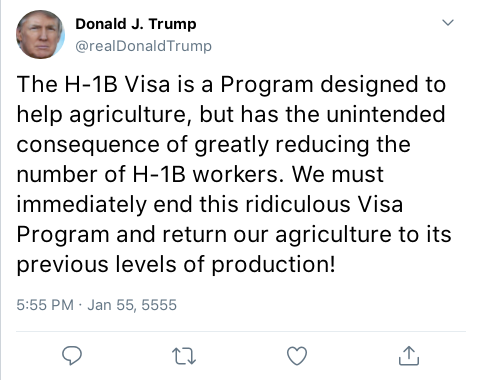 Donald J. Trump
@realDonaldTrump
The H-1B Visa is a Program designed to
help agriculture, but has the unintended
consequence of greatly reducing the
number of H-1B workers. We must
immediately end this ridiculous Visa
Program and return our agriculture to its
previous levels of production!
5:55 PM · Jan 55, 5555